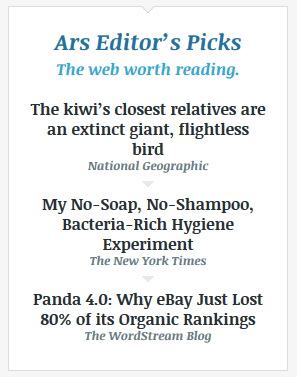 Ars Editor's Picks
The web worth reading.
The kiwi's closest relatives are
an extinct giant, flightless
bird
National Geographic
My No-Soap, No-Shampoo,
Bacteria-Rich Hygiene
Experiment
The New York Times
Panda 4.0: Why eBay Just Lost
80% of its Organic Rankings
The WordStream Blog